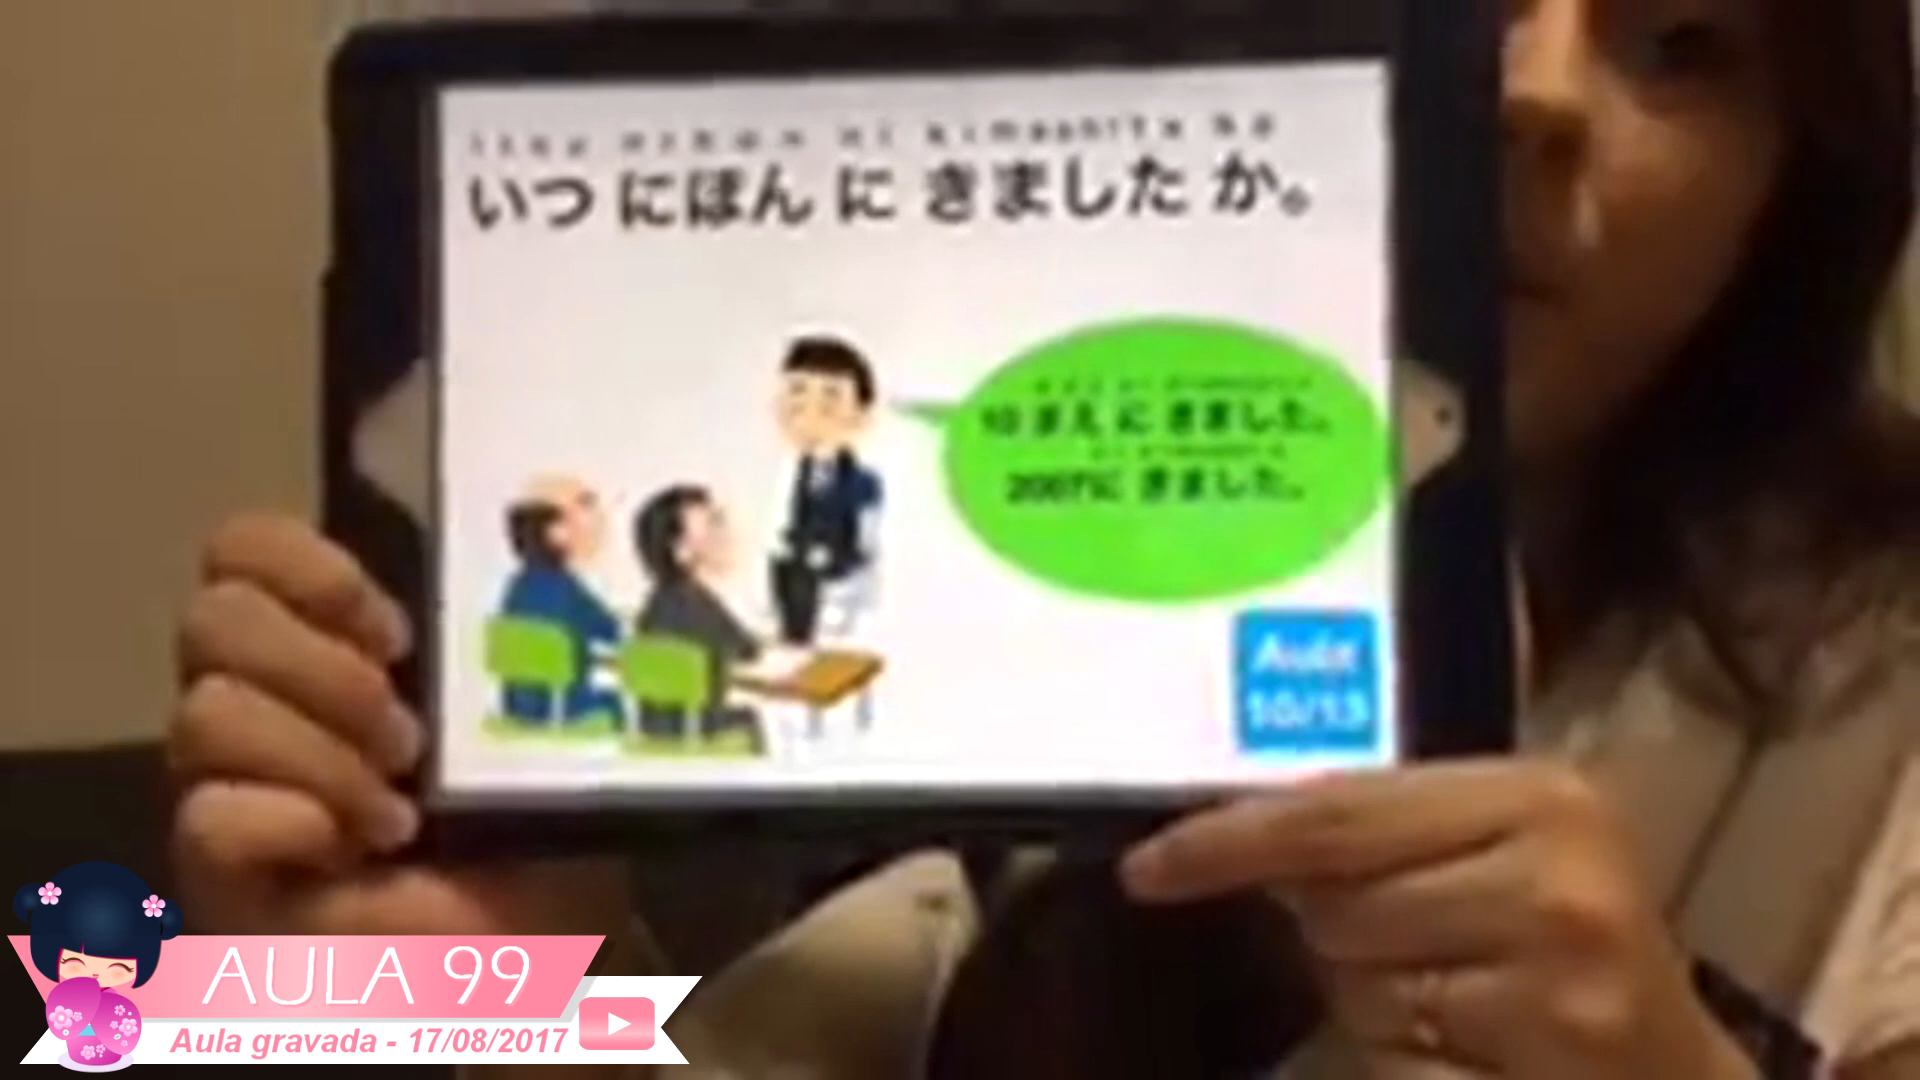 itsu nihon ni kimashita ka
いつ にほん に きました か。
10 まえ に きました。
2007に きました。
Aula
10/13
AULA 99
Aula gravada - 17/08/2017